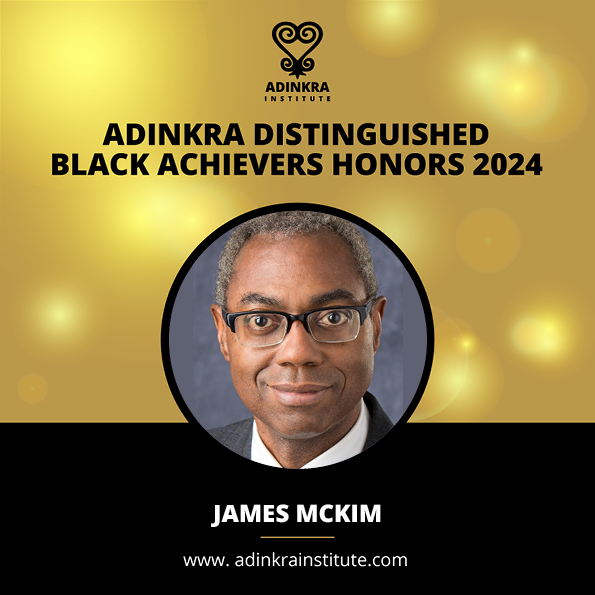 ADINKRA
INSTITUTE
ADINKRA DISTINGUISHED
BLACK ACHIEVERS HONORS 2024
JAMES MCKIM
www. adinkrainstitute.com